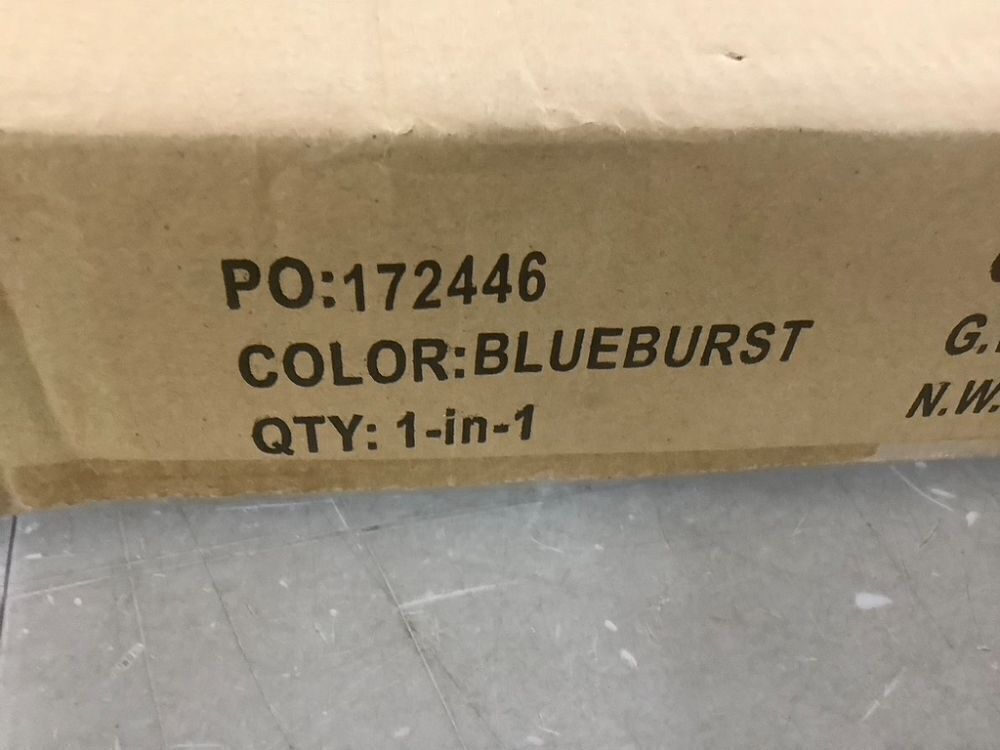 PO:172446
COLOR:BLUEBURST
QTY: 1-in-1
G.
N.W.